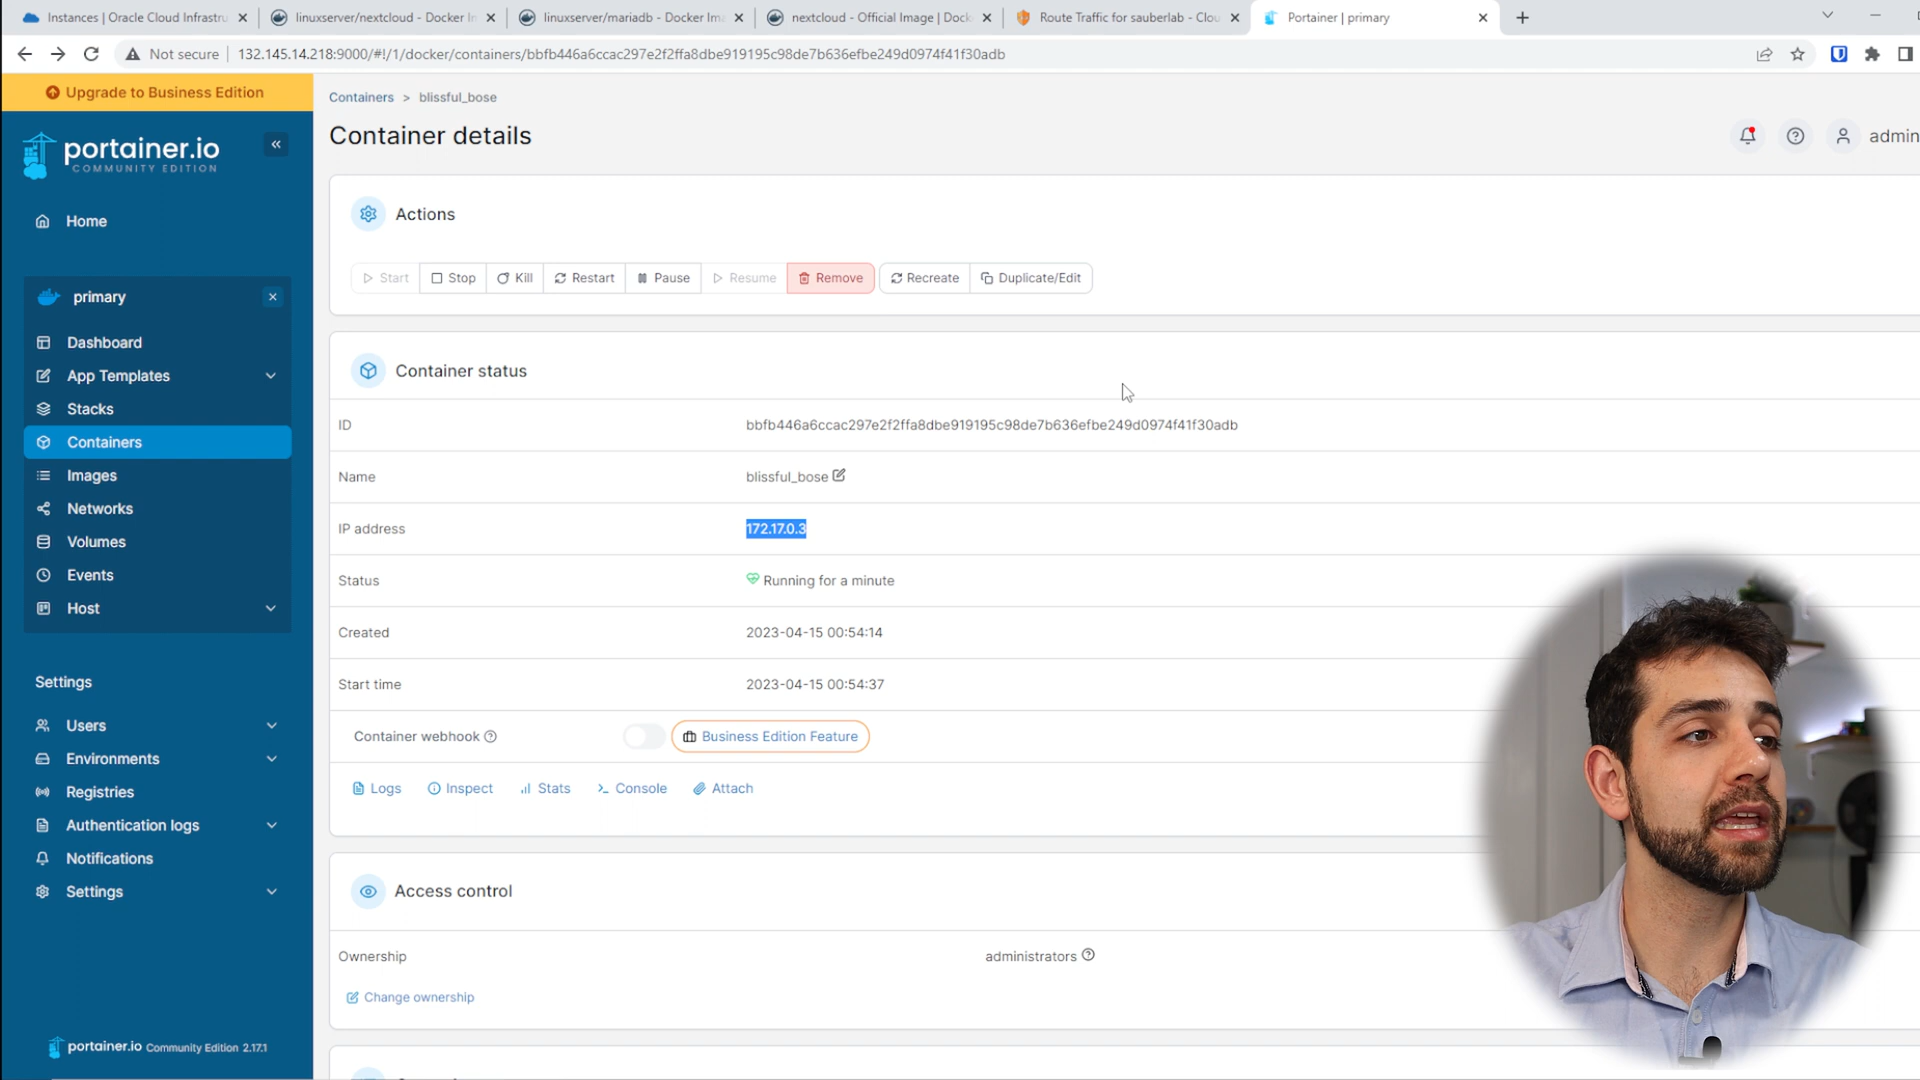 Instances | Oracle Cloud Infrastru
linuxserver/nextcloud - Docker In
linuxserver/mariadb - Docker Ima
nextcloud - Official Image | Dock
Route Traffic for sauberlab - Clou
Portainer | primary
Not secure
132.145.14.218:9000/#!/1/docker/containers/bbfb446a6ccac297e2f2ffa8dbe919195c98de7b636efbe249d0974f41f30adb
Upgrade to Business Edition
portainer.io
COMMUNITY EDITION
Home
primary
Dashboard
App Templates
Stacks
Containers
Images
Networks
Volumes
Events
Host
Settings
Users
Environments
Registries
Authentication logs
Notifications
Settings
portainer.io Community Edition 2.17.1
Containers > blissful_bose
Container details
admin
Actions
Start
Stop
Kill
Restart
Pause
Resume
Remove
Recreate
Duplicate/Edit
Container status
ID bbfb446a6ccac297e2f2ffa8dbe919195c98de7b636efbe249d0974f41f30adb
Name blissful_bose
IP address 172.17.0.3
Status Running for a minute
Created 2023-04-15 00:54:14
Start time 2023-04-15 00:54:37
Container webhook Business Edition Feature
Logs
Inspect
Stats
Console
Attach
Access control
Ownership administrators
Change ownership